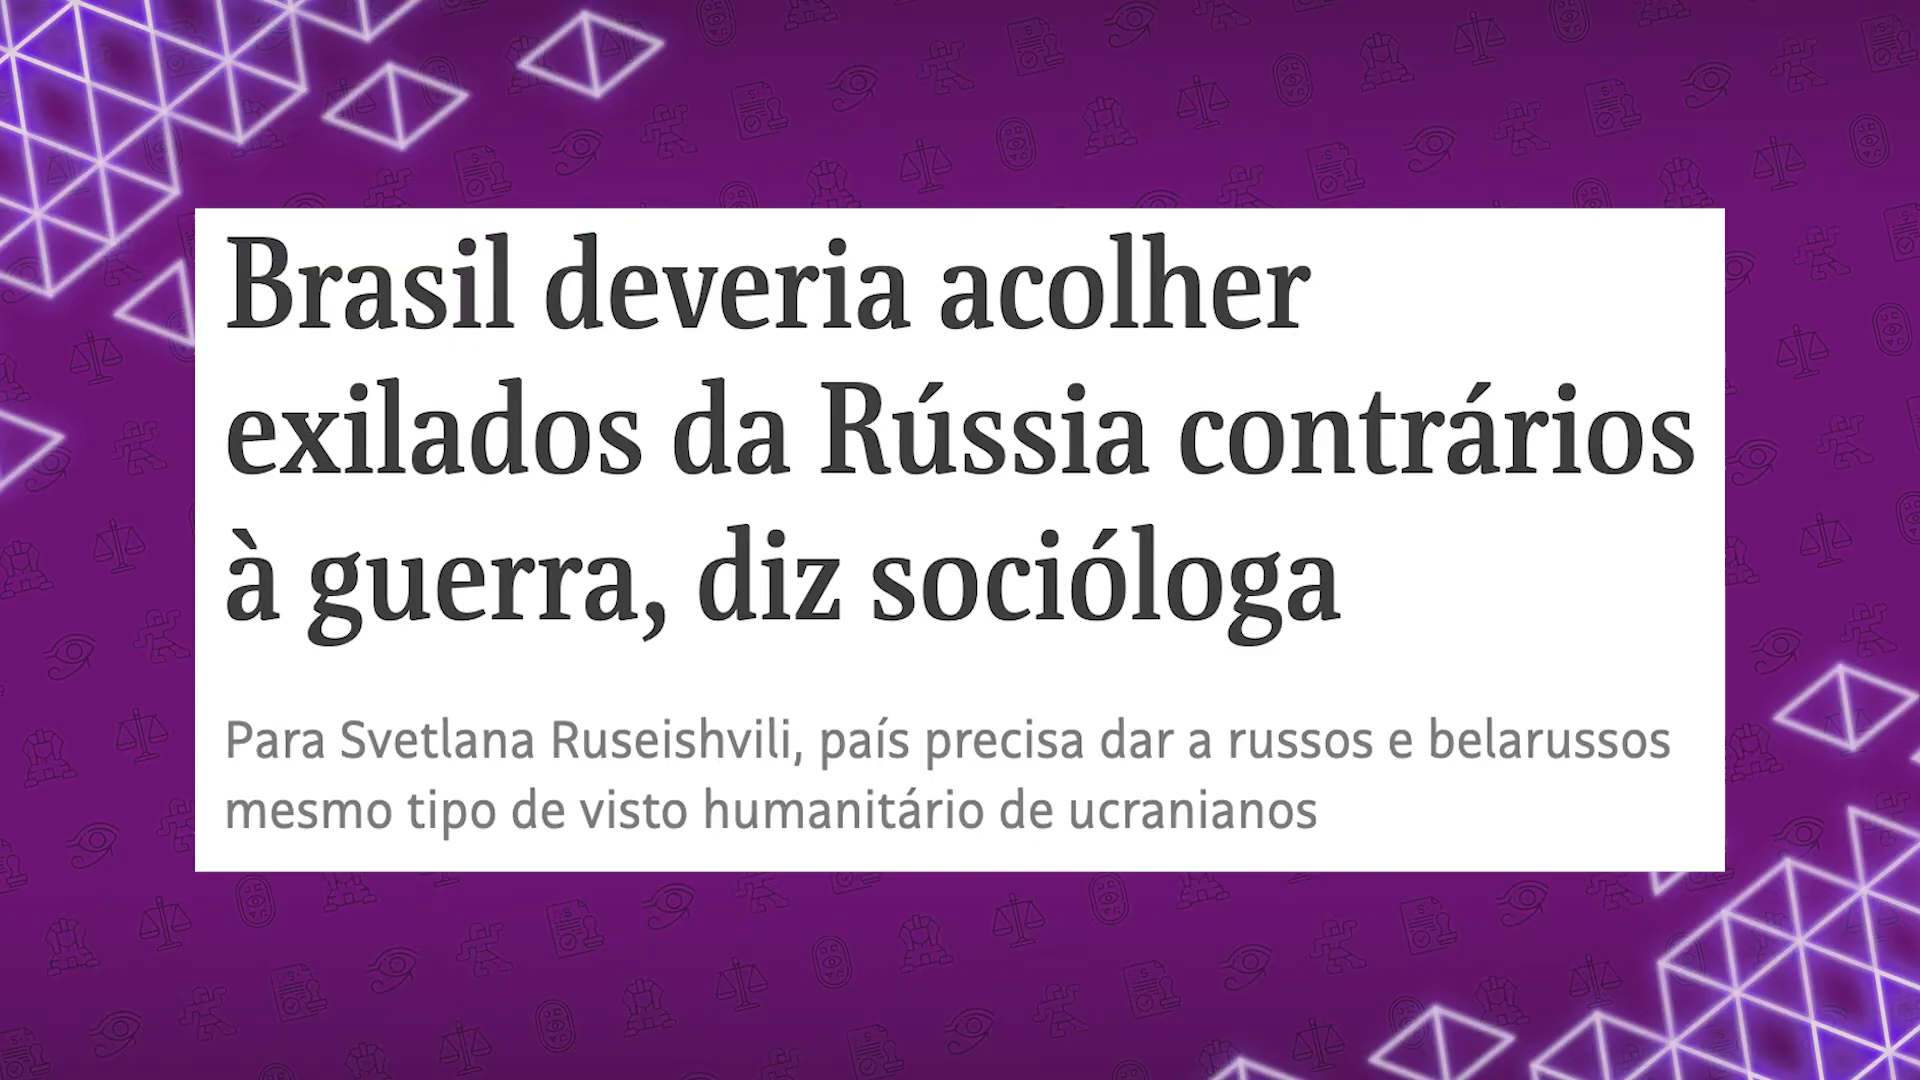 Brasil deveria acolher
exilados da Rússia contrários
à guerra, diz socióloga
Para Svetlana Ruseishvili, país precisa dar a russos e belarussos
mesmo tipo de visto humanitário de ucranianos